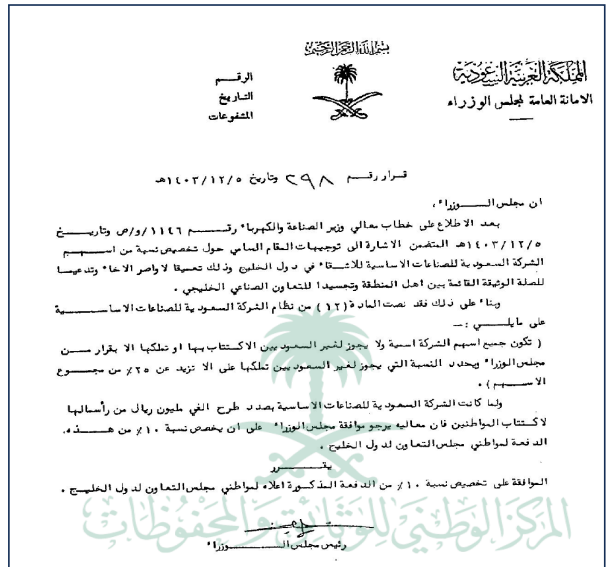 بسم الله الرحمن الرحيم
المملكة العربية السعودية
الامانة العامة لمجلس الوزراء
الرقم
التاريخ
المشفوعات
قرار رقم ٢٩٨ وتاريخ ١٤٠٣/١٢/٥هـ
ان مجلس الوزراء ،
بعد الاطلاع على خطاب معالي وزير الصناعة والكهرباء رقم ١١٤٦/و/ص وتاريخ
١٤٠٣/١٢/٥هـ المتضمن الاشارة الى توجيهات المقام السامي حول تخصيص نسبة من اسهم
الشركة السعودية للصناعات الاساسية للاشقاء في دول الخليج وذلك تعميقا لاواصر الاخاء وتدعيما
للصلة الوثيقة القائمة بين اهل المنطقة وتجسيدا للتعاون الصناعي الخليجي .
وبناء على ذلك فقد نصت المادة (١٢) من نظام الشركة السعودية للصناعات الاساسية
على مايلي :-
( تكون جميع اسهم الشركة اسمية ولا يجوز لغير السعوديين الاكتتاب بها او تملكها الا بقرار من
مجلس الوزراء ويحدد النسبة التي يجوز لغير السعوديين تملكها على الا تزيد عن ٢٥٪ من مجموع
الاسهم ) .
ولما كانت الشركة السعودية للصناعات الاساسية بصدد طرح الفي مليون ريال من رأسمالها
لاكتتاب المواطنين فان معاليه يرجو موافقة مجلس الوزراء على ان يخصص نسبة ١٠٪ من هذه
الدفعة لمواطني مجلس التعاون لدول الخليج .
يقرر
الموافقة على تخصيص نسبة ١٠٪ من الدفعة المذكورة اعلاه لمواطني مجلس التعاون لدول الخليج .
رئيس مجلس الوزراء
المركز الوطني للوثائق والمحفوظات